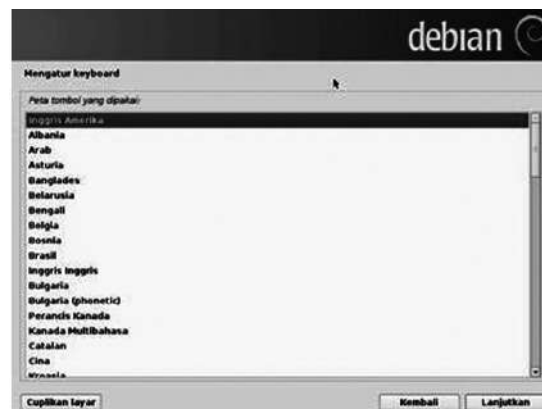 debian
Mengatur keyboard
Peta tombol yang dipakai:
Inggris Amerika
Albania
Arab
Asturia
Banglades
Belarusia
Bengali
Belgia
Bosnia
Brasil
Inggris Inggris
Bulgaria
Bulgaria (phonetic)
Perancis Kanada
Kanada Multibahasa
Catalan
Cina
Kroasia
Cuplikan layar
Kembali
Lanjutkan